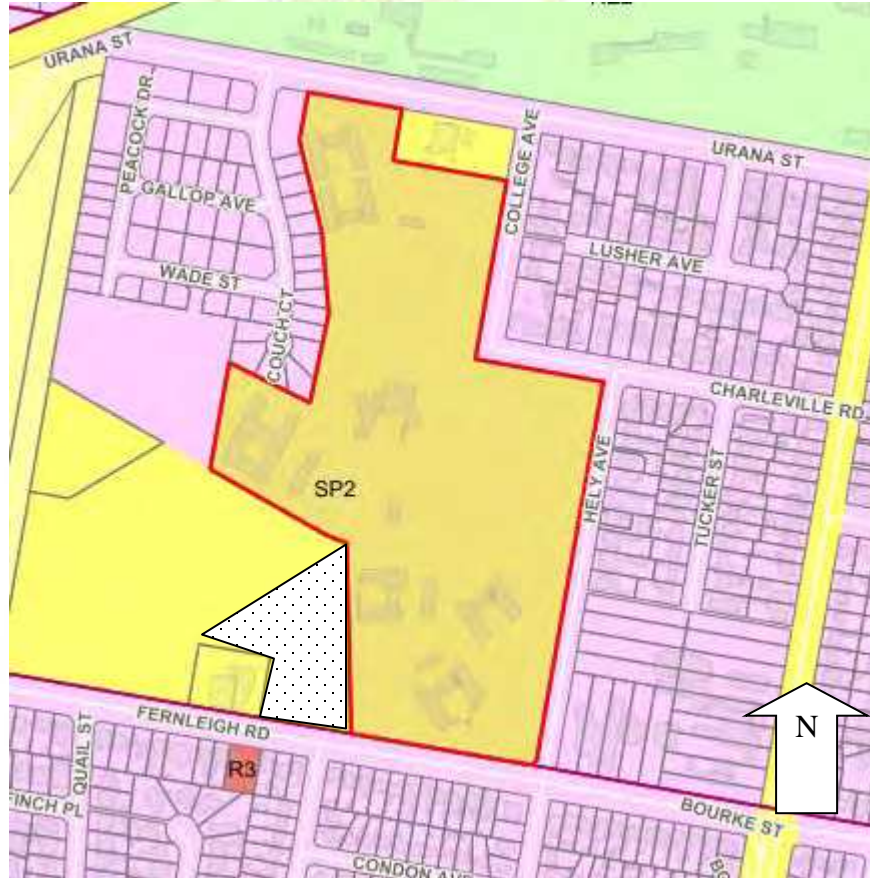 URANA ST
PEACOCK DR
COLLEGE AVE
URANA ST
GALLOP AVE
LUSHER AVE
WADE ST
COUCH CT
CHARLEVILLE RD
HELY AVE
TUCKER ST
SP2
N
FERNLEIGH RD
QUAIL ST
R3
FINCH PL
BOURKE ST
CONDON AVE